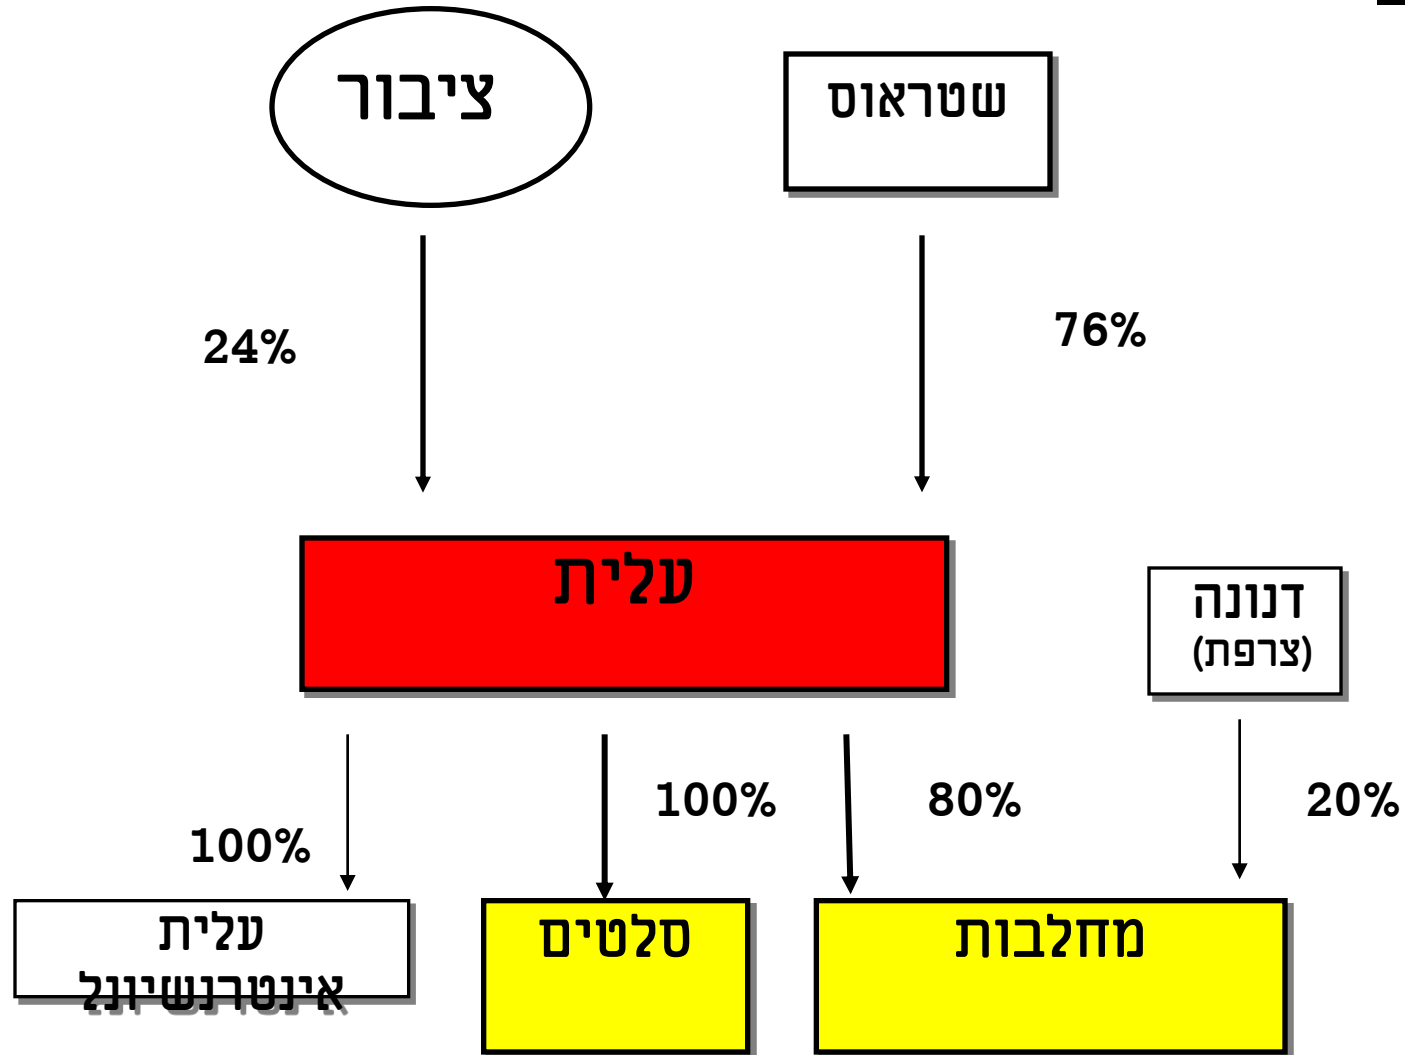 ציבור
שטראוס
24%
76%
עלית
דנונה
(צרפת)
100%
80%
20%
100%
עלית
אינטרנשיונל
סלטים
מחלבות